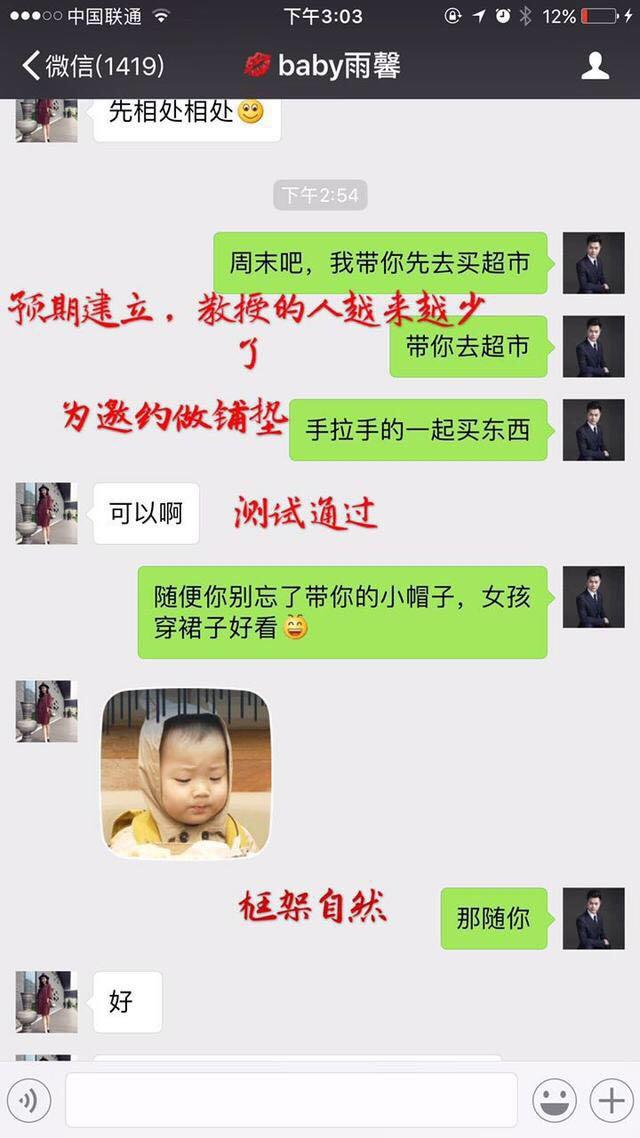 中国联通
下午3:03
12%
微信(1419)
baby雨馨
先相处相处
下午2:54
周末吧，我带你先去买超市
预期建立，教授的人越来越少
了
带你去超市
为邀约做铺垫
手拉手的一起买东西
可以啊
测试通过
随便你别忘了带你的小帽子，女孩
穿裙子好看
框架自然
那随你
好